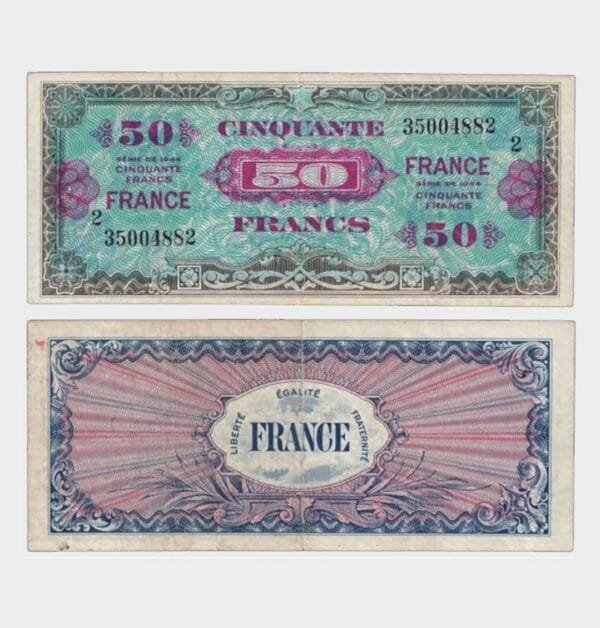 50
SÉRIE DE 1944
CINQUANTE
FRANCS
FRANCE
2
35004882
CINQUANTE
50
FRANCS
35004882
2
FRANCE
SÉRIE DE 1944
CINQUANTE
FRANCS
50
LIBERTÉ
ÉGALITÉ
FRATERNITÉ
FRANCE